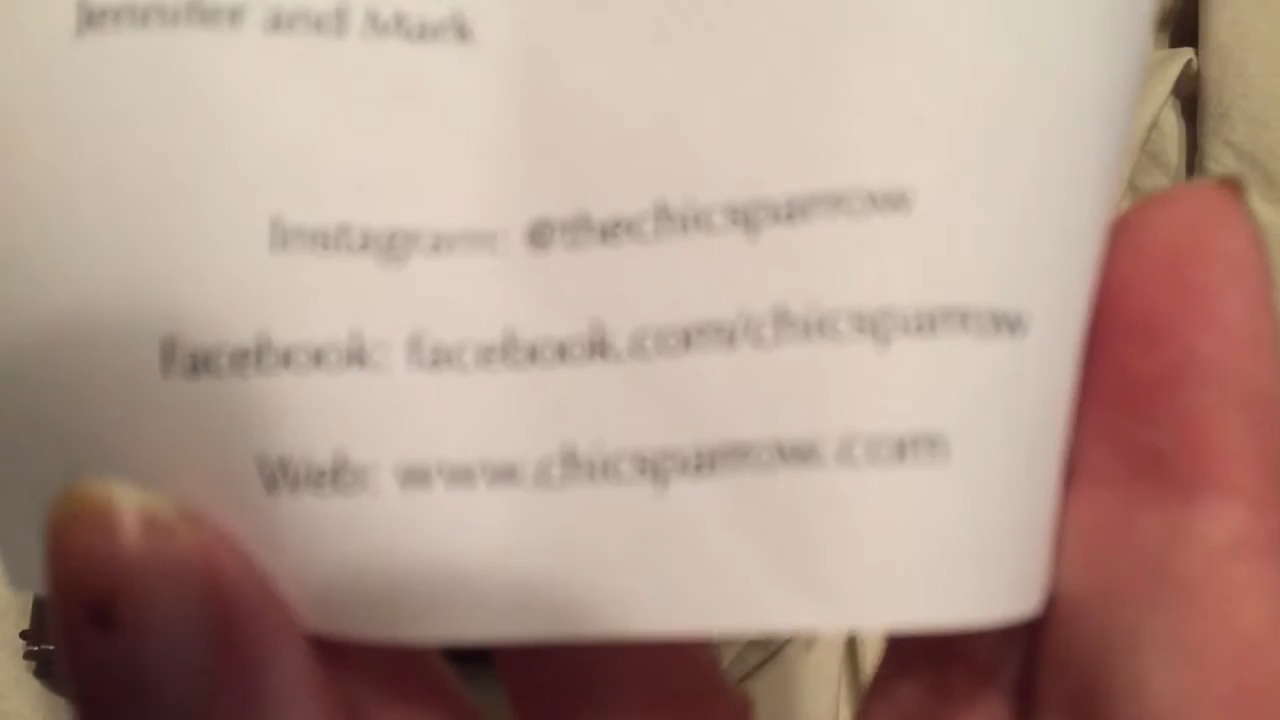 Jennifer and Mark
Instagram: @thechicsparrow
Facebook: facebook.com/chicsparrow
Web: www.chicsparrow.com